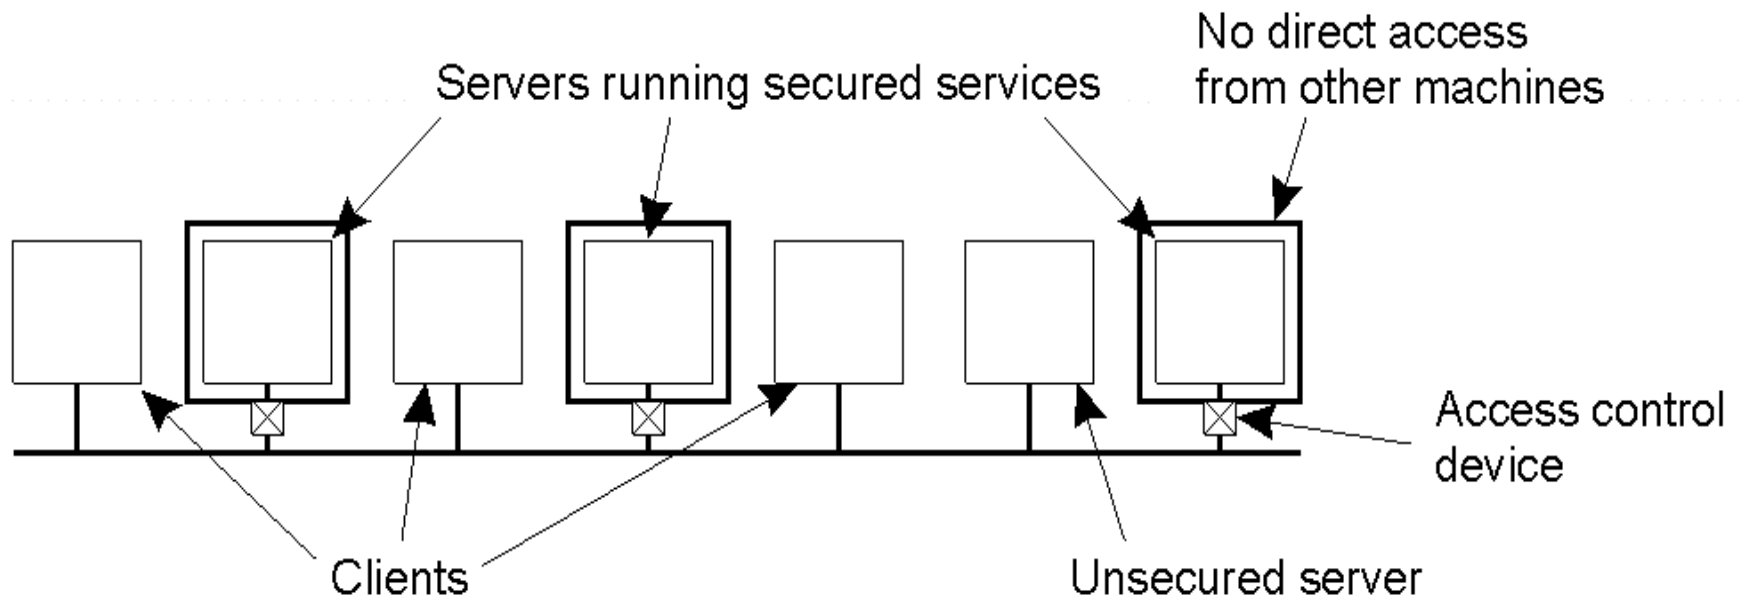 No direct access
from other machines
Servers running secured services
Access control
device
Clients
Unsecured server